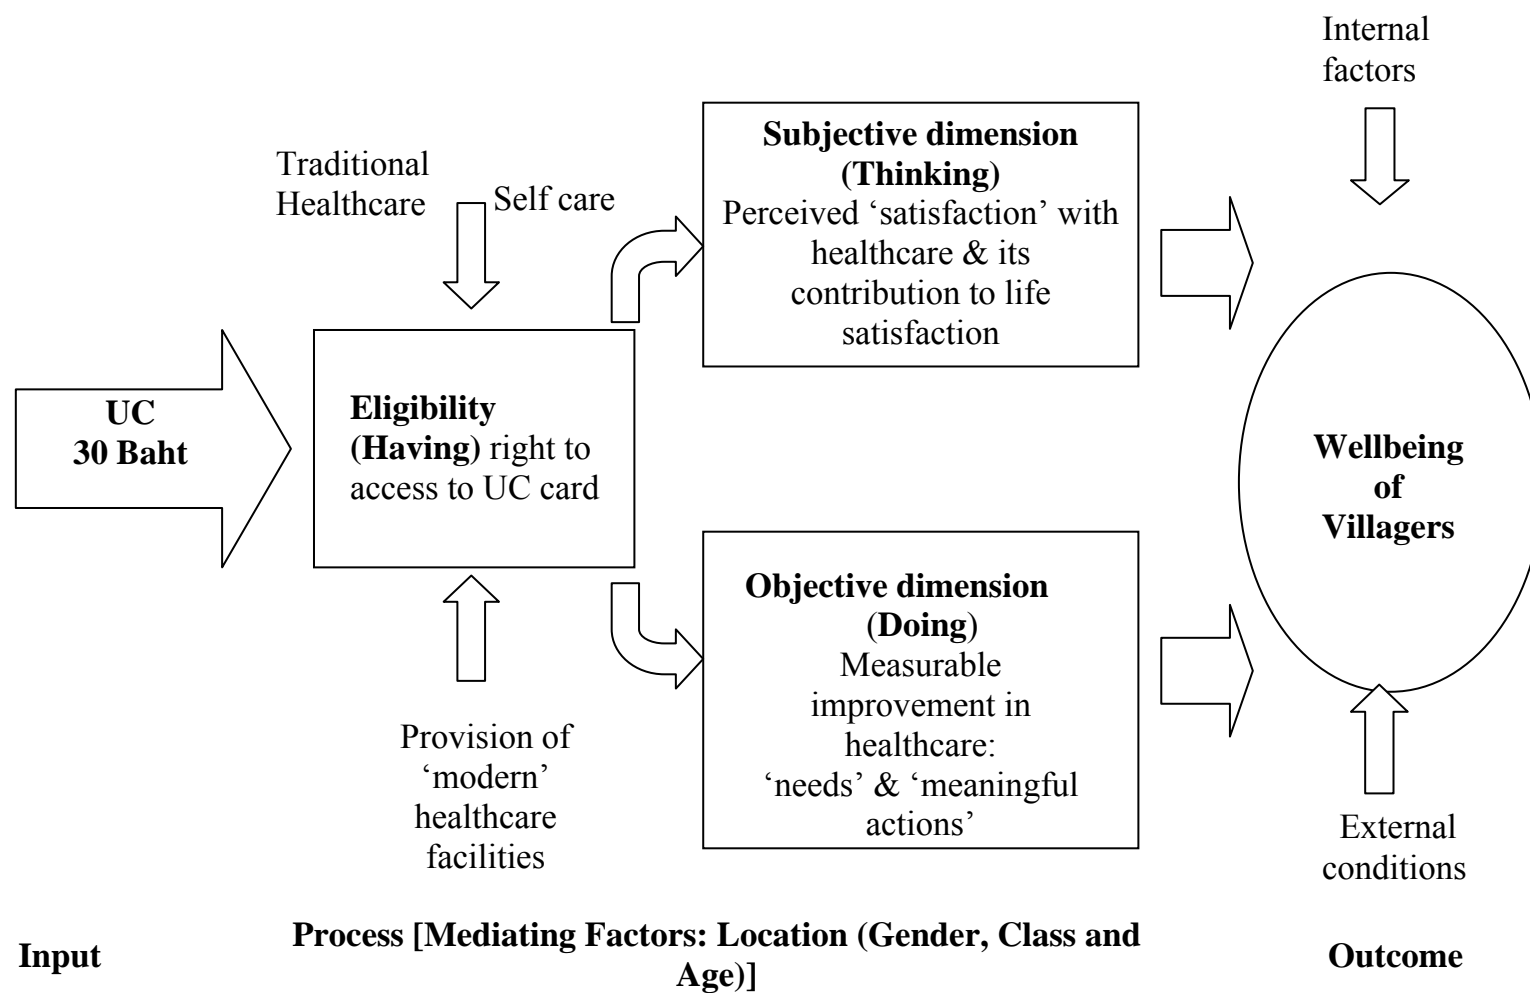 Internal
factors
Traditional
Healthcare
Self care
Subjective dimension
(Thinking)
Perceived ‘satisfaction’ with
healthcare & its
contribution to life
satisfaction
UC
30 Baht
Eligibility
(Having) right to
access to UC card
Wellbeing
of
Villagers
Objective dimension
(Doing)
Measurable
improvement in
healthcare:
‘needs’ & ‘meaningful
actions’
Provision of
‘modern’
healthcare
facilities
External
conditions
Input
Process [Mediating Factors: Location (Gender, Class and
Age)]
Outcome